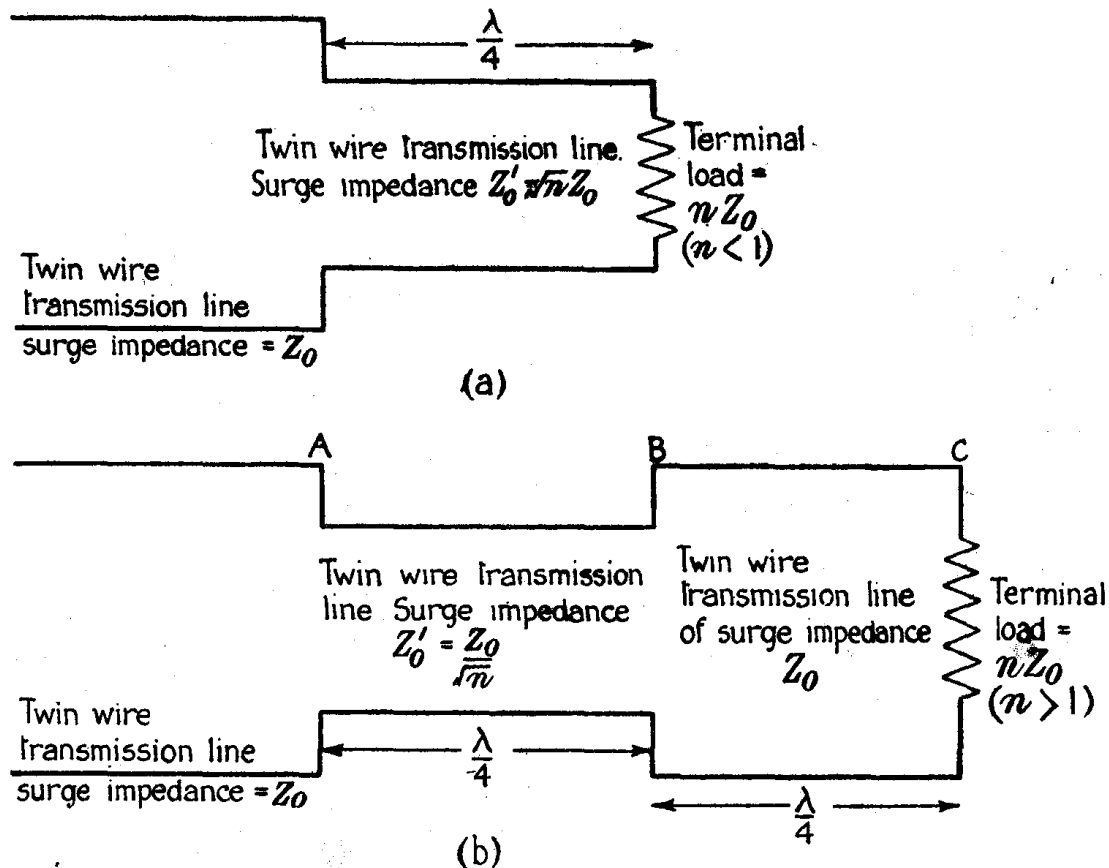 λ/4
Twin wire transmission line.
Surge impedance Z₀′ = √n Z₀
Terminal
load =
n Z₀
(n < 1)
Twin wire
transmission line
surge impedance = Z₀
(a)
A B C
Twin wire transmission
line Surge impedance
Z₀′ = Z₀/√n
Twin wire
transmission line
of surge impedance
Z₀
Terminal
load =
n Z₀
(n > 1)
Twin wire
transmission line
surge impedance = Z₀
λ/4
λ/4
(b)